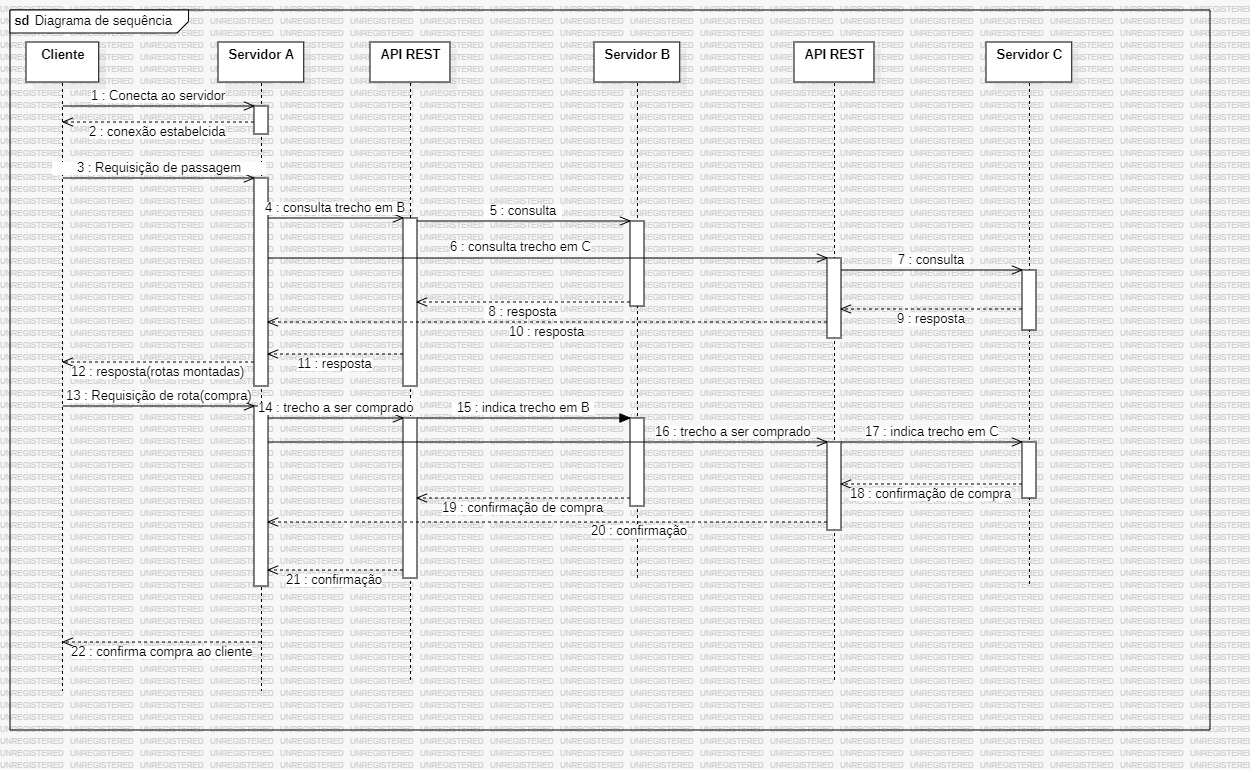 sd Diagrama de sequência
Cliente
Servidor A
API REST
Servidor B
API REST
Servidor C
1 : Conecta ao servidor
2 : conexão estabelcida
3 : Requisição de passagem
4 : consulta trecho em B
5 : consulta
6 : consulta trecho em C
7 : consulta
8 : resposta
9 : resposta
10 : resposta
11 : resposta
12 : resposta(rotas montadas)
13 : Requisição de rota(compra)
14 : trecho a ser comprado
15 : indica trecho em B
16 : trecho a ser comprado
17 : indica trecho em C
18 : confirmação de compra
19 : confirmação de compra
20 : confirmação
21 : confirmação
22 : confirma compra ao cliente
UNREGISTERED